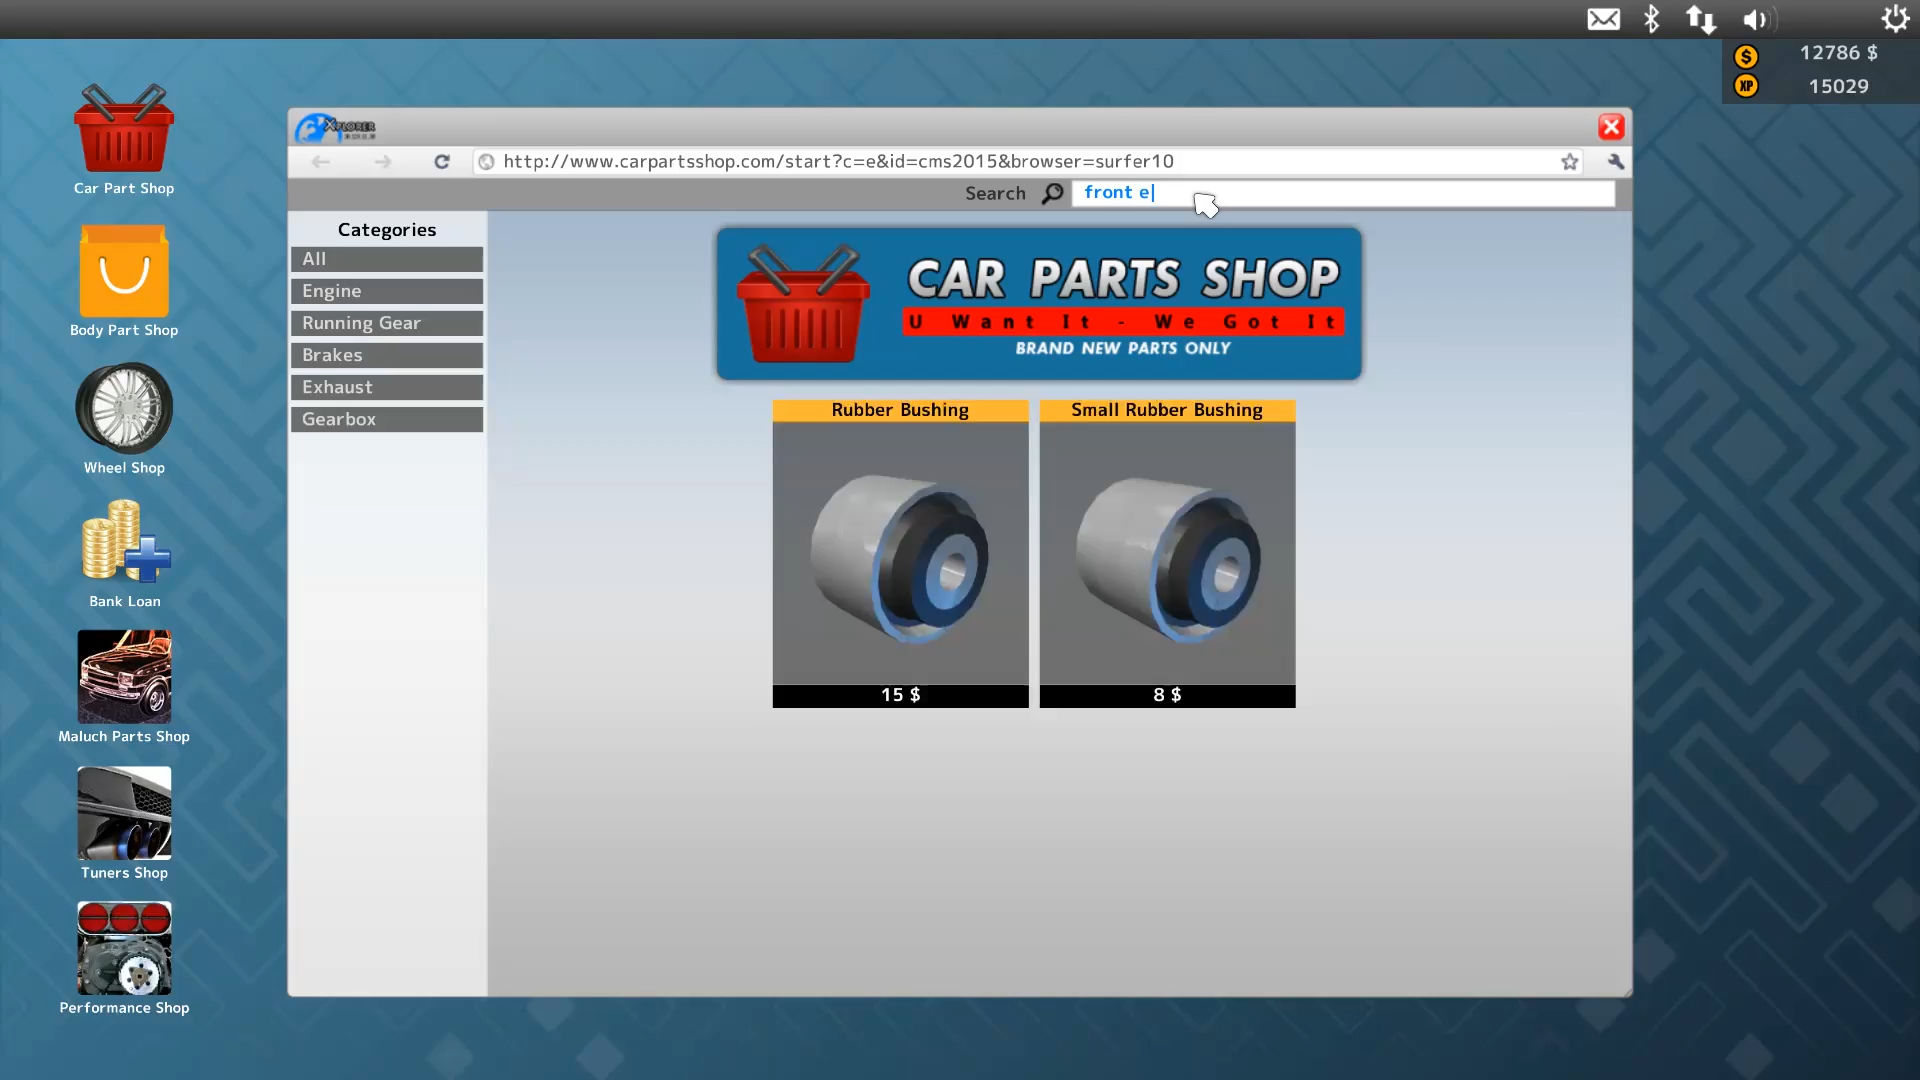 12786 $
XP 15029
Car Part Shop
Body Part Shop
Wheel Shop
Bank Loan
Maluch Parts Shop
Tuners Shop
Performance Shop
XPLORER
http://www.carpartsshop.com/start?c=e&id=cms2015&browser=surfer10
Search front e
Categories
All
Engine
Running Gear
Brakes
Exhaust
Gearbox
CAR PARTS SHOP
U Want It - We Got It
BRAND NEW PARTS ONLY
Rubber Bushing
15 $
Small Rubber Bushing
8 $